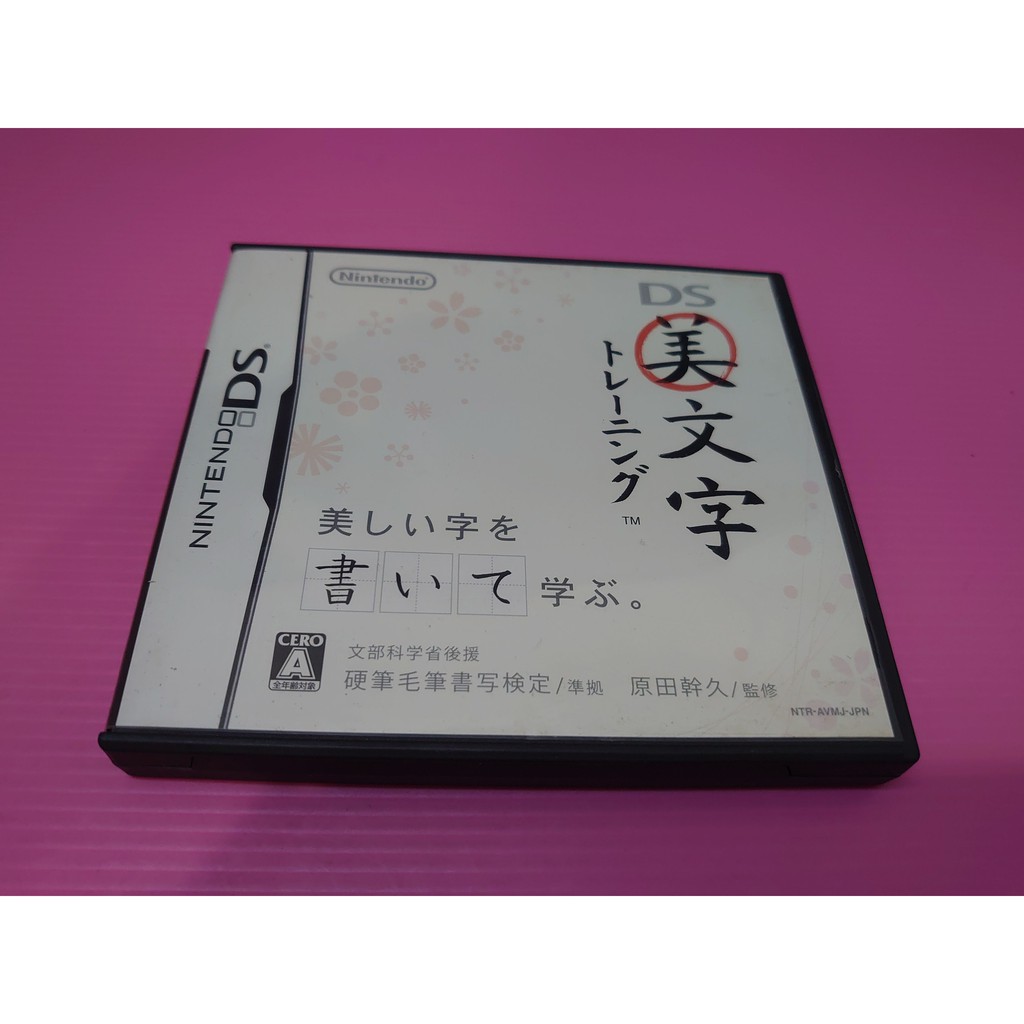 NINTENDO DS®
Nintendo®
DS
美文字
トレーニング™
美しい字を
書いて学ぶ。
CERO
A
全年齢対象
文部科学省後援
硬筆毛筆書写検定/準拠 原田幹久/監修
NTR-AVMJ-JPN